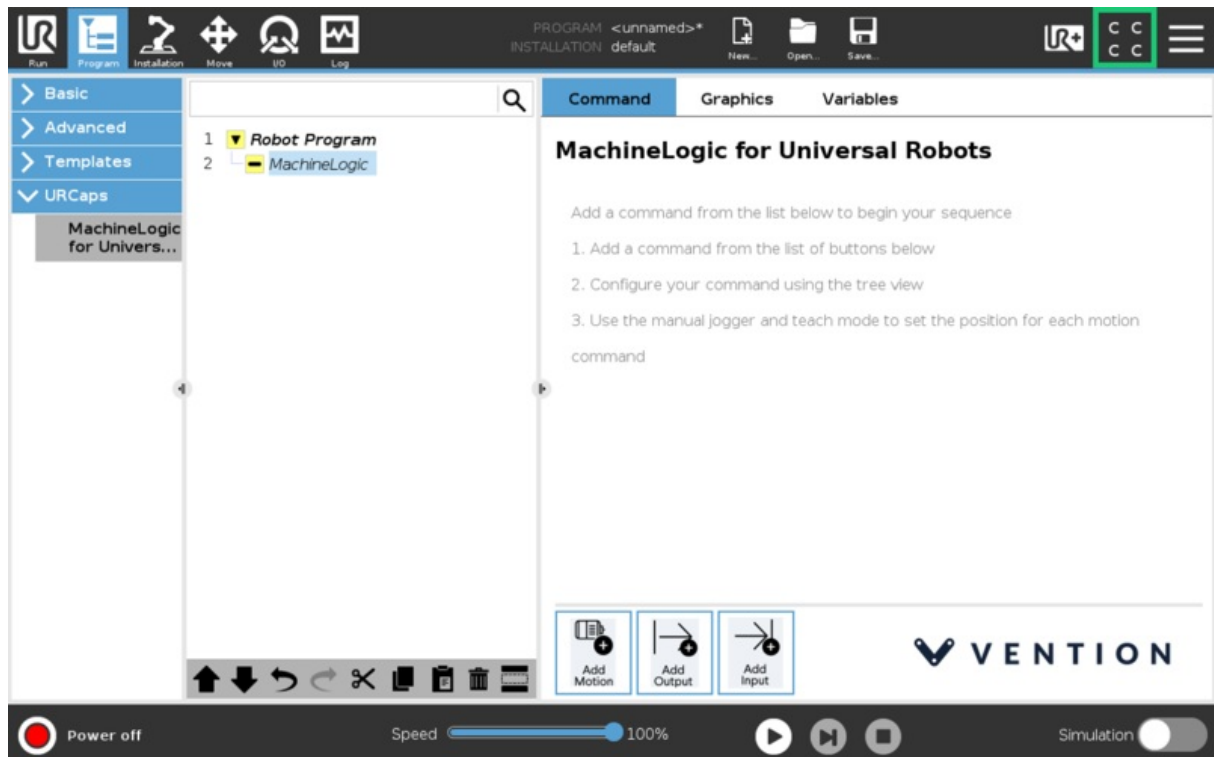 PROGRAM <unnamed>*
INSTALLATION default
UR
Run
Program
Installation
Move
I/O
Log
New...
Open...
Save...
UR+
C C
C C
Basic
Advanced
Templates
URCaps
MachineLogic
for Univers...
1 Robot Program
2 MachineLogic
Command Graphics Variables
MachineLogic for Universal Robots
Add a command from the list below to begin your sequence
1. Add a command from the list of buttons below
2. Configure your command using the tree view
3. Use the manual jogger and teach mode to set the position for each motion
command
Add
Motion
Add
Output
Add
Input
VENTION
Power off
Speed 100%
Simulation